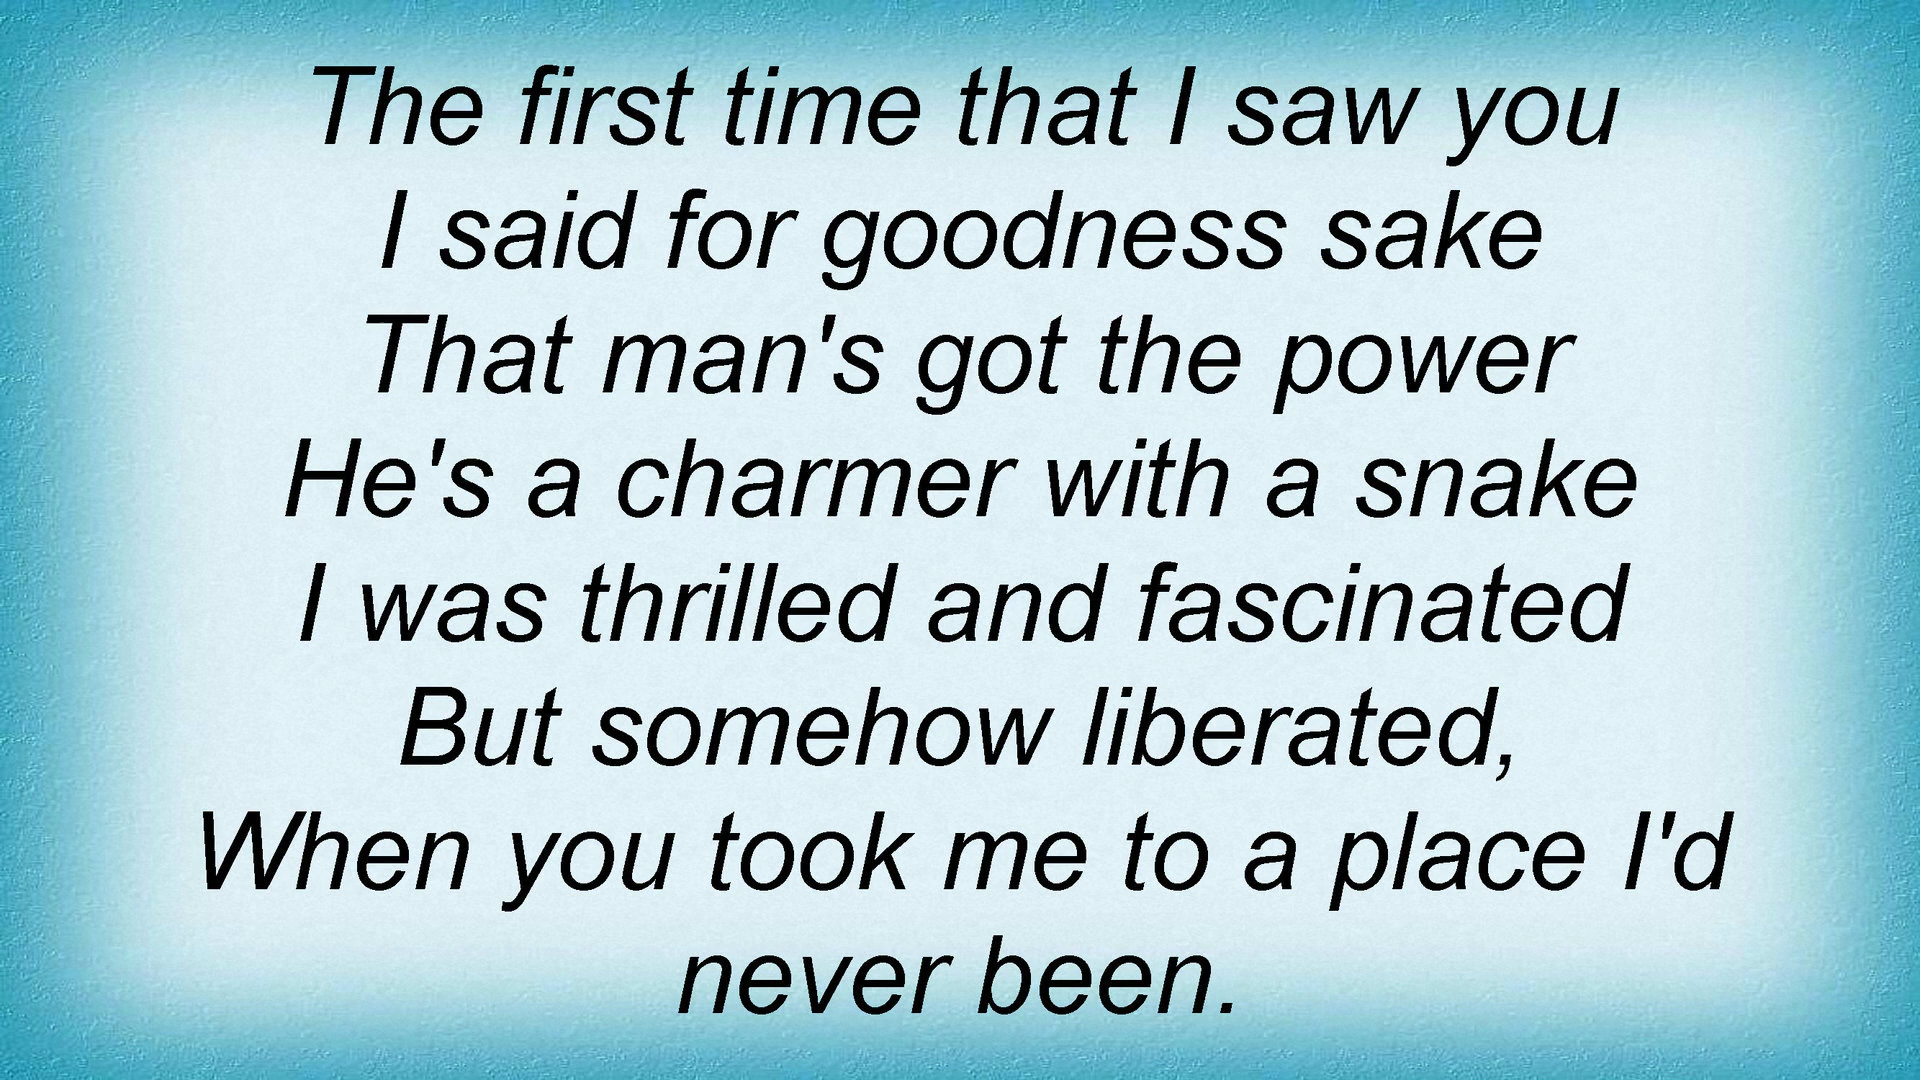 The first time that I saw you
I said for goodness sake
That man's got the power
He's a charmer with a snake
I was thrilled and fascinated
But somehow liberated,
When you took me to a place I'd
never been.